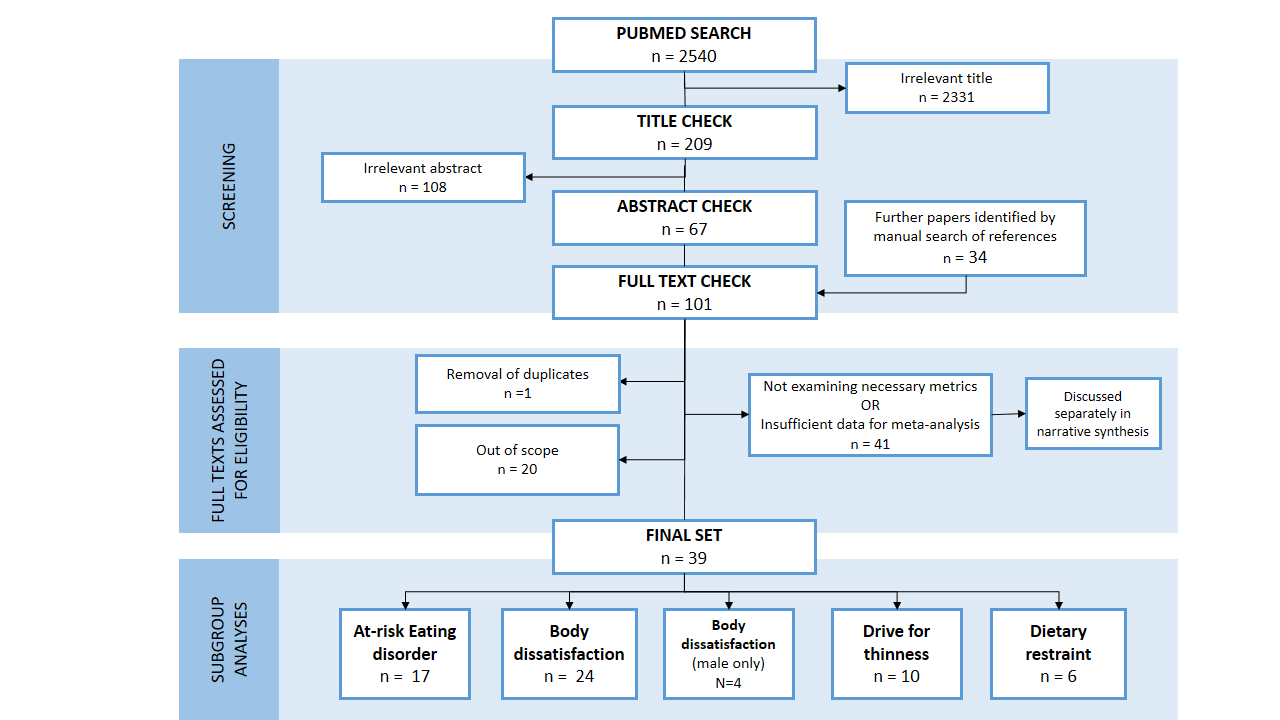 PUBMED SEARCH
n = 2540
Irrelevant title
n = 2331
TITLE CHECK
n = 209
Irrelevant abstract
n = 108
ABSTRACT CHECK
n = 67
Further papers identified by
manual search of references
n = 34
FULL TEXT CHECK
n = 101
SCREENING
Removal of duplicates
n =1
Not examining necessary metrics
OR
Insufficient data for meta-analysis
n = 41
Discussed
separately in
narrative synthesis
Out of scope
n = 20
FULL TEXTS ASSESSED
FOR ELIGIBILITY
FINAL SET
n = 39
SUBGROUP
ANALYSES
At-risk Eating
disorder
n =  17
Body
dissatisfaction
n =  24
Body
dissatisfaction
(male only)
N=4
Drive for
thinness
n = 10
Dietary
restraint
n = 6